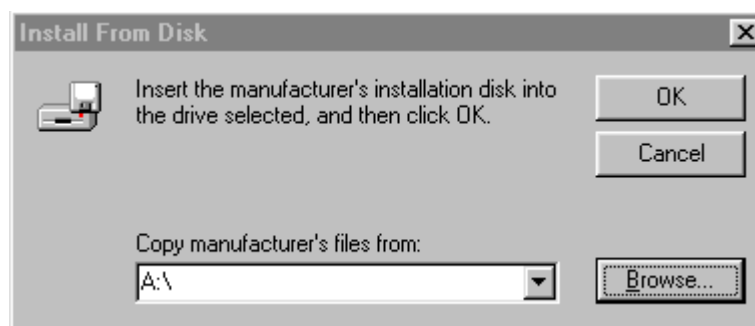 Install From Disk
Insert the manufacturer's installation disk into
the drive selected, and then click OK.
OK
Cancel
Copy manufacturer's files from:
A:\
Browse...